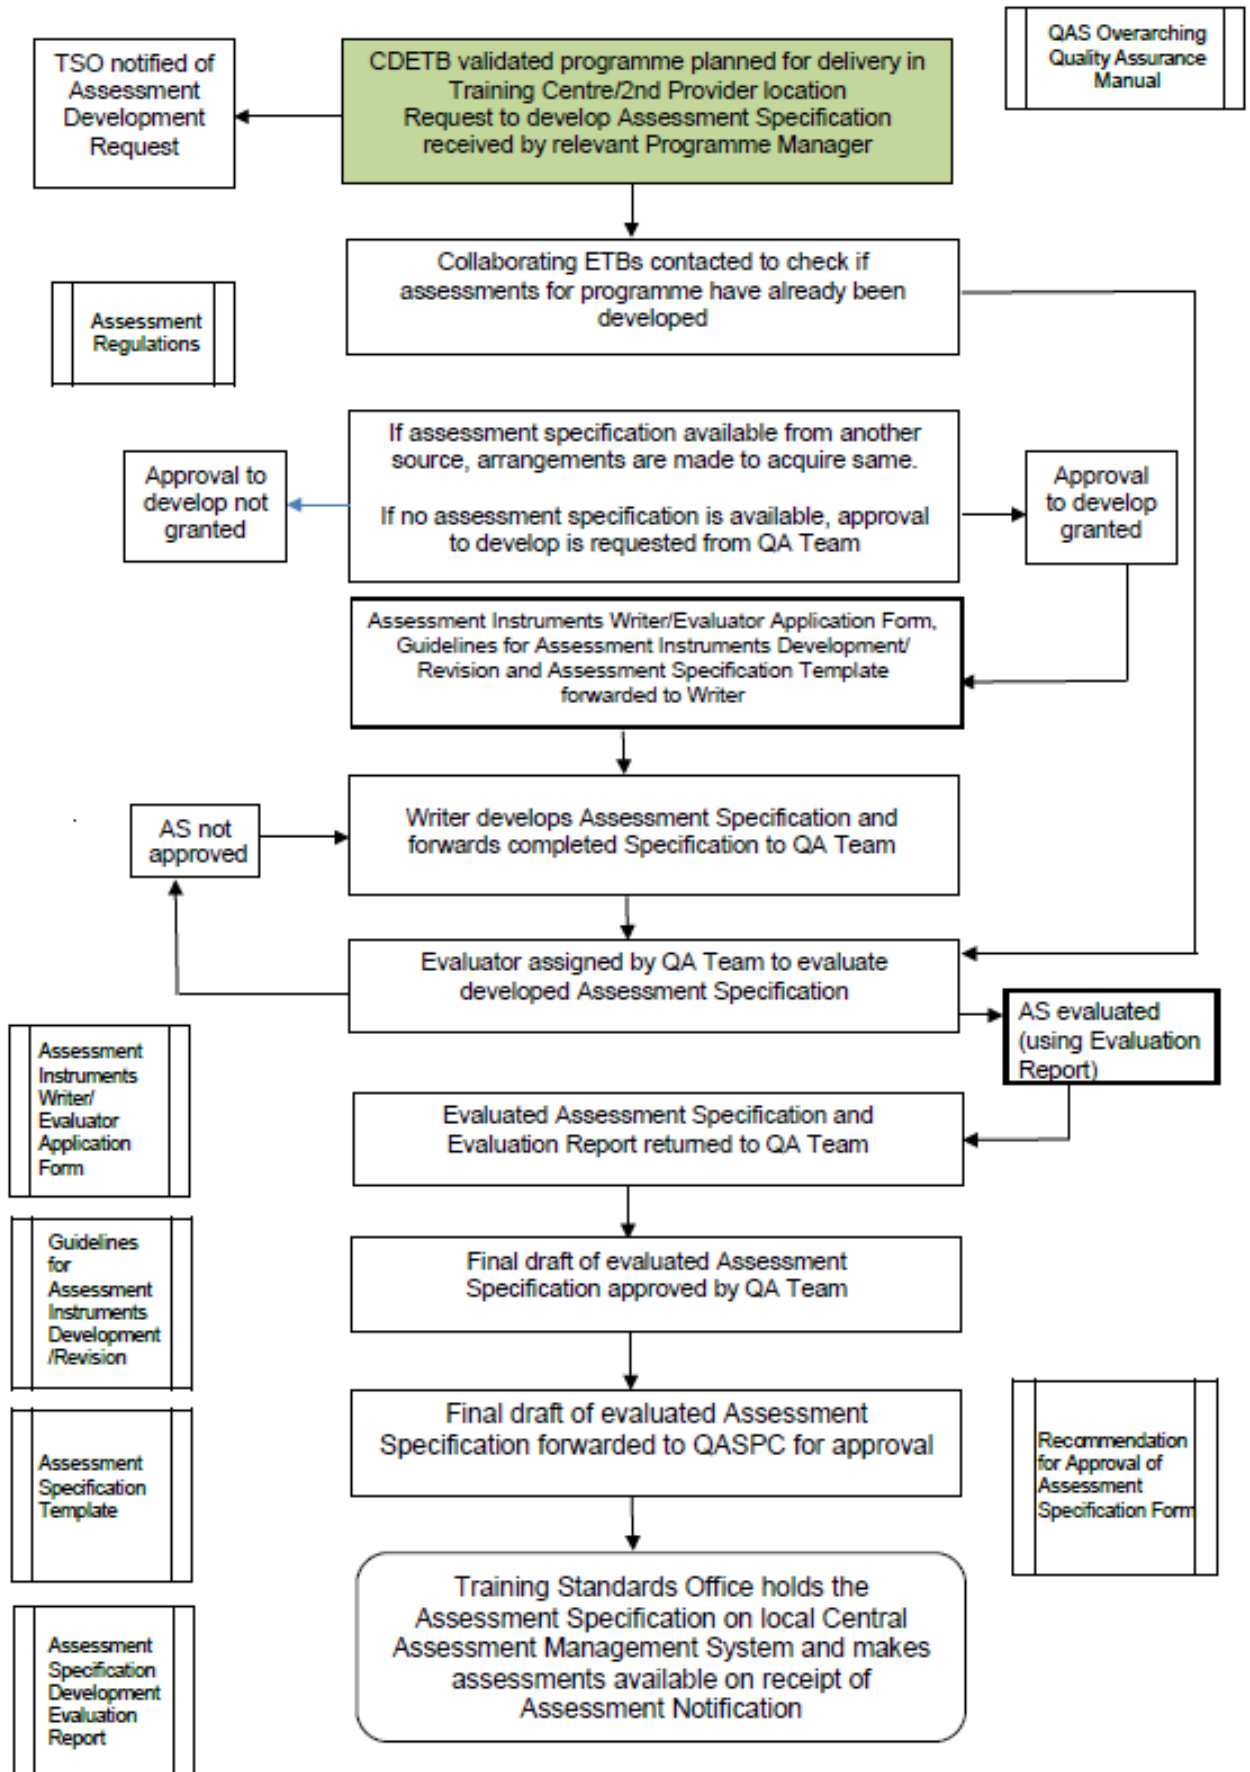 TSO notified of
Assessment
Development
Request
CDETB validated programme planned for delivery in
Training Centre/2nd Provider location
Request to develop Assessment Specification
received by relevant Programme Manager
QAS Overarching
Quality Assurance
Manual
Collaborating ETBs contacted to check if
assessments for programme have already been
developed
Assessment
Regulations
If assessment specification available from another
source, arrangements are made to acquire same.
If no assessment specification is available, approval
to develop is requested from QA Team
Approval to
develop not
granted
Approval
to develop
granted
Assessment Instruments Writer/Evaluator Application Form,
Guidelines for Assessment Instruments Development/
Revision and Assessment Specification Template
forwarded to Writer
AS not
approved
Writer develops Assessment Specification and
forwards completed Specification to QA Team
Evaluator assigned by QA Team to evaluate
developed Assessment Specification
AS evaluated
(using Evaluation
Report)
Assessment
Instruments
Writer/
Evaluator
Application
Form
Evaluated Assessment Specification and
Evaluation Report returned to QA Team
Guidelines
for
Assessment
Instruments
Development
/Revision
Final draft of evaluated Assessment
Specification approved by QA Team
Final draft of evaluated Assessment
Specification forwarded to QASPC for approval
Assessment
Specification
Template
Recommendation
for Approval of
Assessment
Specification Form
Training Standards Office holds the
Assessment Specification on local Central
Assessment Management System and makes
assessments available on receipt of
Assessment Notification
Assessment
Specification
Development
Evaluation
Report